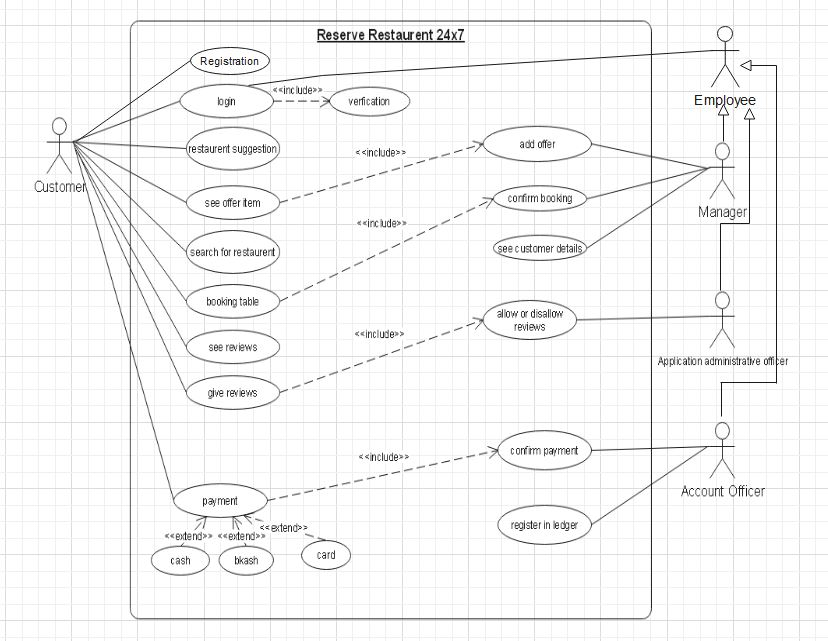 Reserve Restaurent 24x7
Registration
login
<<include>>
verfication
Employee
Customer
restaurent suggestion
<<include>>
add offer
see offer item
confirm booking
Manager
<<include>>
search for restaurent
see customer details
booking table
allow or disallow
reviews
<<include>>
see reviews
Application administrative officer
give reviews
<<include>>
confirm payment
Account Officer
payment
register in ledger
<<extend>>
<<extend>>
<<extend>>
cash
bkash
card